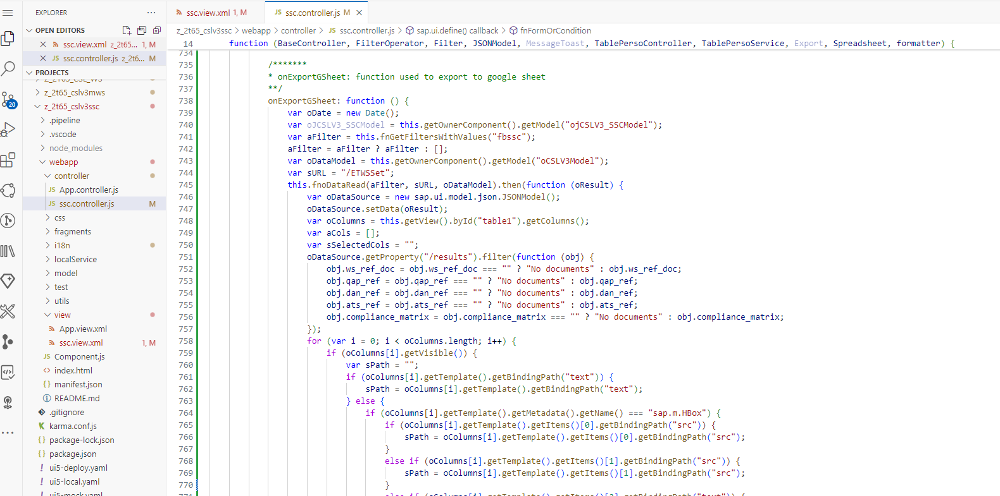 EXPLORER
OPEN EDITORS
ssc.view.xml z_2t65... 1, M
JS ssc.controller.js z_2t6... M
PROJECTS
Z_2T65_CSL_WS
z_2t65_cslv3mws
20
z_2t65_cslv3ssc
.pipeline
.vscode
node_modules
webapp
controller
JS App.controller.js
JS ssc.controller.js M
css
fragments
i18n
localService
model
test
utils
view
App.view.xml
ssc.view.xml 1, M
JS Component.js
<> index.html
{} manifest.json
README.md
.gitignore
karma.conf.js
{} package-lock.json
{} package.json
! ui5-deploy.yaml
! ui5-local.yaml
! ui5-mock.yaml
ssc.view.xml 1, M
JS ssc.controller.js M
z_2t65_cslv3ssc > webapp > controller > JS ssc.controller.js > sap.ui.define() callback > fnFormOrCondition
14 function (BaseController, FilterOperator, Filter, JSONModel, MessageToast, TablePersoController, TablePersoService, Export, Spreadsheet, formatter) {
734
735 /*******
736 * onExportGSheet: function used to export to google sheet
737 **/
738 onExportGSheet: function () {
739 var oDate = new Date();
740 var oJCSLV3_SSCModel = this.getOwnerComponent().getModel("ojCSLV3_SSCModel");
741 var aFilter = this.fnGetFiltersWithValues("fbssc");
742 aFilter = aFilter ? aFilter : [];
743 var oDataModel = this.getOwnerComponent().getModel("oCSLV3Model");
744 var sURL = "/ETWSSet";
745 this.fnoDataRead(aFilter, sURL, oDataModel).then(function (oResult) {
746 var oDataSource = new sap.ui.model.json.JSONModel();
747 oDataSource.setData(oResult);
748 var oColumns = this.getView().byId("table1").getColumns();
749 var aCols = [];
750 var sSelectedCols = "";
751 oDataSource.getProperty("/results").filter(function (obj) {
752 obj.ws_ref_doc = obj.ws_ref_doc === "" ? "No documents" : obj.ws_ref_doc;
753 obj.qap_ref = obj.qap_ref === "" ? "No documents" : obj.qap_ref;
754 obj.dan_ref = obj.dan_ref === "" ? "No documents" : obj.dan_ref;
755 obj.ats_ref = obj.ats_ref === "" ? "No documents" : obj.ats_ref;
756 obj.compliance_matrix = obj.compliance_matrix === "" ? "No documents" : obj.compliance_matrix;
757 });
758 for (var i = 0; i < oColumns.length; i++) {
759 if (oColumns[i].getVisible()) {
760 var sPath = "";
761 if (oColumns[i].getTemplate().getBindingPath("text")) {
762 sPath = oColumns[i].getTemplate().getBindingPath("text");
763 } else {
764 if (oColumns[i].getTemplate().getMetadata().getName() === "sap.m.HBox") {
765 if (oColumns[i].getTemplate().getItems()[0].getBindingPath("src")) {
766 sPath = oColumns[i].getTemplate().getItems()[0].getBindingPath("src");
767 }
768 else if (oColumns[i].getTemplate().getItems()[1].getBindingPath("src")) {
769 sPath = oColumns[i].getTemplate().getItems()[1].getBindingPath("src");
770 }
771 else if (oColumns[i].getTemplate().getItems()[2].getBindingPath("text")) {